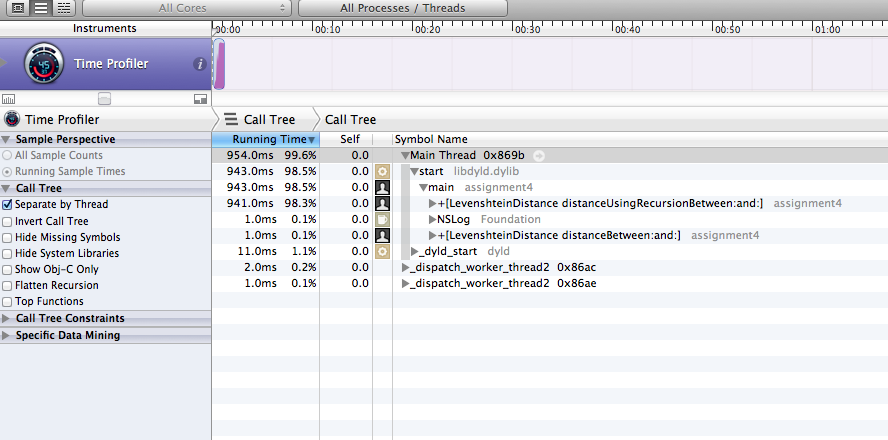 All Cores
All Processes / Threads
Instruments
00:00 00:10 00:20 00:30 00:40 00:50 01:00
Time Profiler
Time Profiler Call Tree Call Tree
Sample Perspective
All Sample Counts
Running Sample Times
Call Tree
Separate by Thread
Invert Call Tree
Hide Missing Symbols
Hide System Libraries
Show Obj-C Only
Flatten Recursion
Top Functions
Call Tree Constraints
Specific Data Mining
Running Time Self Symbol Name
954.0ms 99.6% 0.0 Main Thread 0x869b
943.0ms 98.5% 0.0 start libdyld.dylib
943.0ms 98.5% 0.0 main assignment4
941.0ms 98.3% 0.0 +[LevenshteinDistance distanceUsingRecursionBetween:and:] assignment4
1.0ms 0.1% 0.0 NSLog Foundation
1.0ms 0.1% 0.0 +[LevenshteinDistance distanceBetween:and:] assignment4
11.0ms 1.1% 0.0 _dyld_start dyld
2.0ms 0.2% 0.0 _dispatch_worker_thread2 0x86ac
1.0ms 0.1% 0.0 _dispatch_worker_thread2 0x86ae